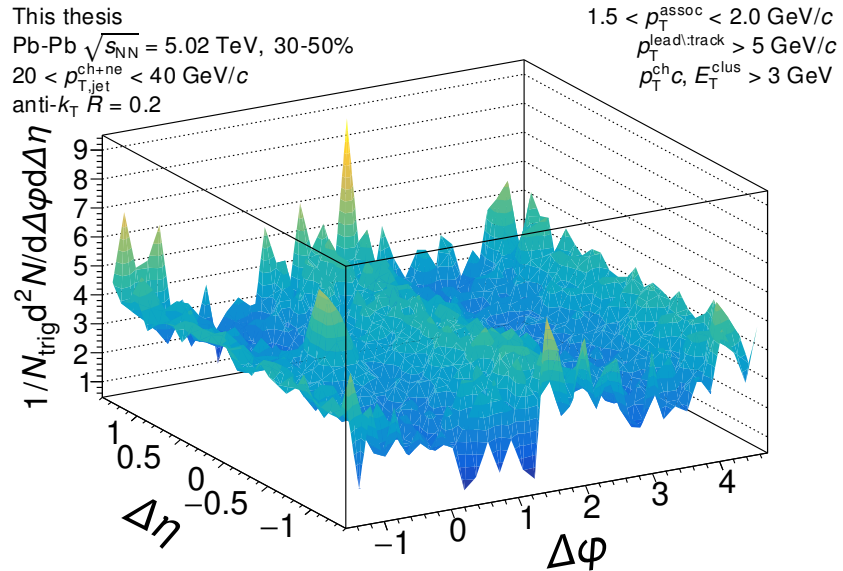 This thesis
Pb-Pb √s_NN = 5.02 TeV, 30-50%
20 < p_T,jet^ch+ne < 40 GeV/c
anti-k_T R = 0.2
1.5 < p_T^assoc < 2.0 GeV/c
p_T^lead\:track > 5 GeV/c
p_T^ch c, E_T^clus > 3 GeV
1/N_trig d²N/dΔφdΔη
9
8
7
6
5
4
3
2
1
1
0.5
0
−0.5
−1
Δη
−1
0
1
2
3
4
Δφ